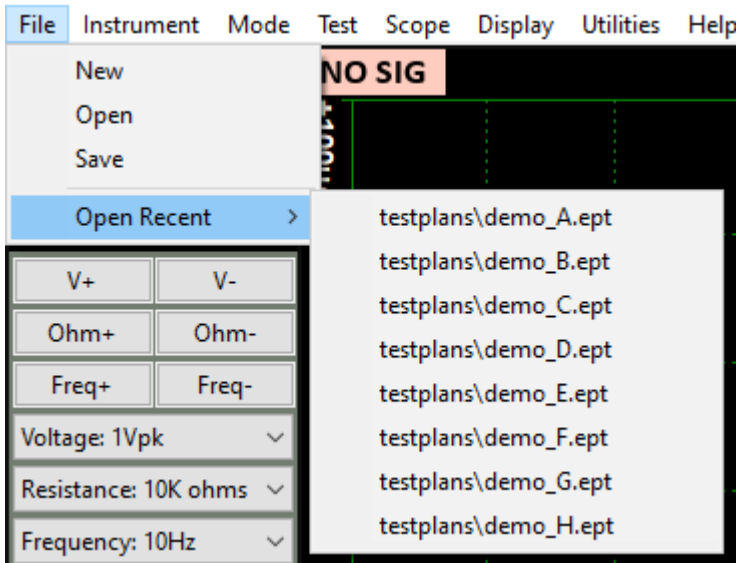 File Instrument Mode Test Scope Display Utilities Help
New
NO SIG
Open
Save
Open Recent
testplans\demo_A.ept
testplans\demo_B.ept
testplans\demo_C.ept
testplans\demo_D.ept
testplans\demo_E.ept
testplans\demo_F.ept
testplans\demo_G.ept
testplans\demo_H.ept
V+ V-
Ohm+ Ohm-
Freq+ Freq-
Voltage: 1Vpk
Resistance: 10K ohms
Frequency: 10Hz